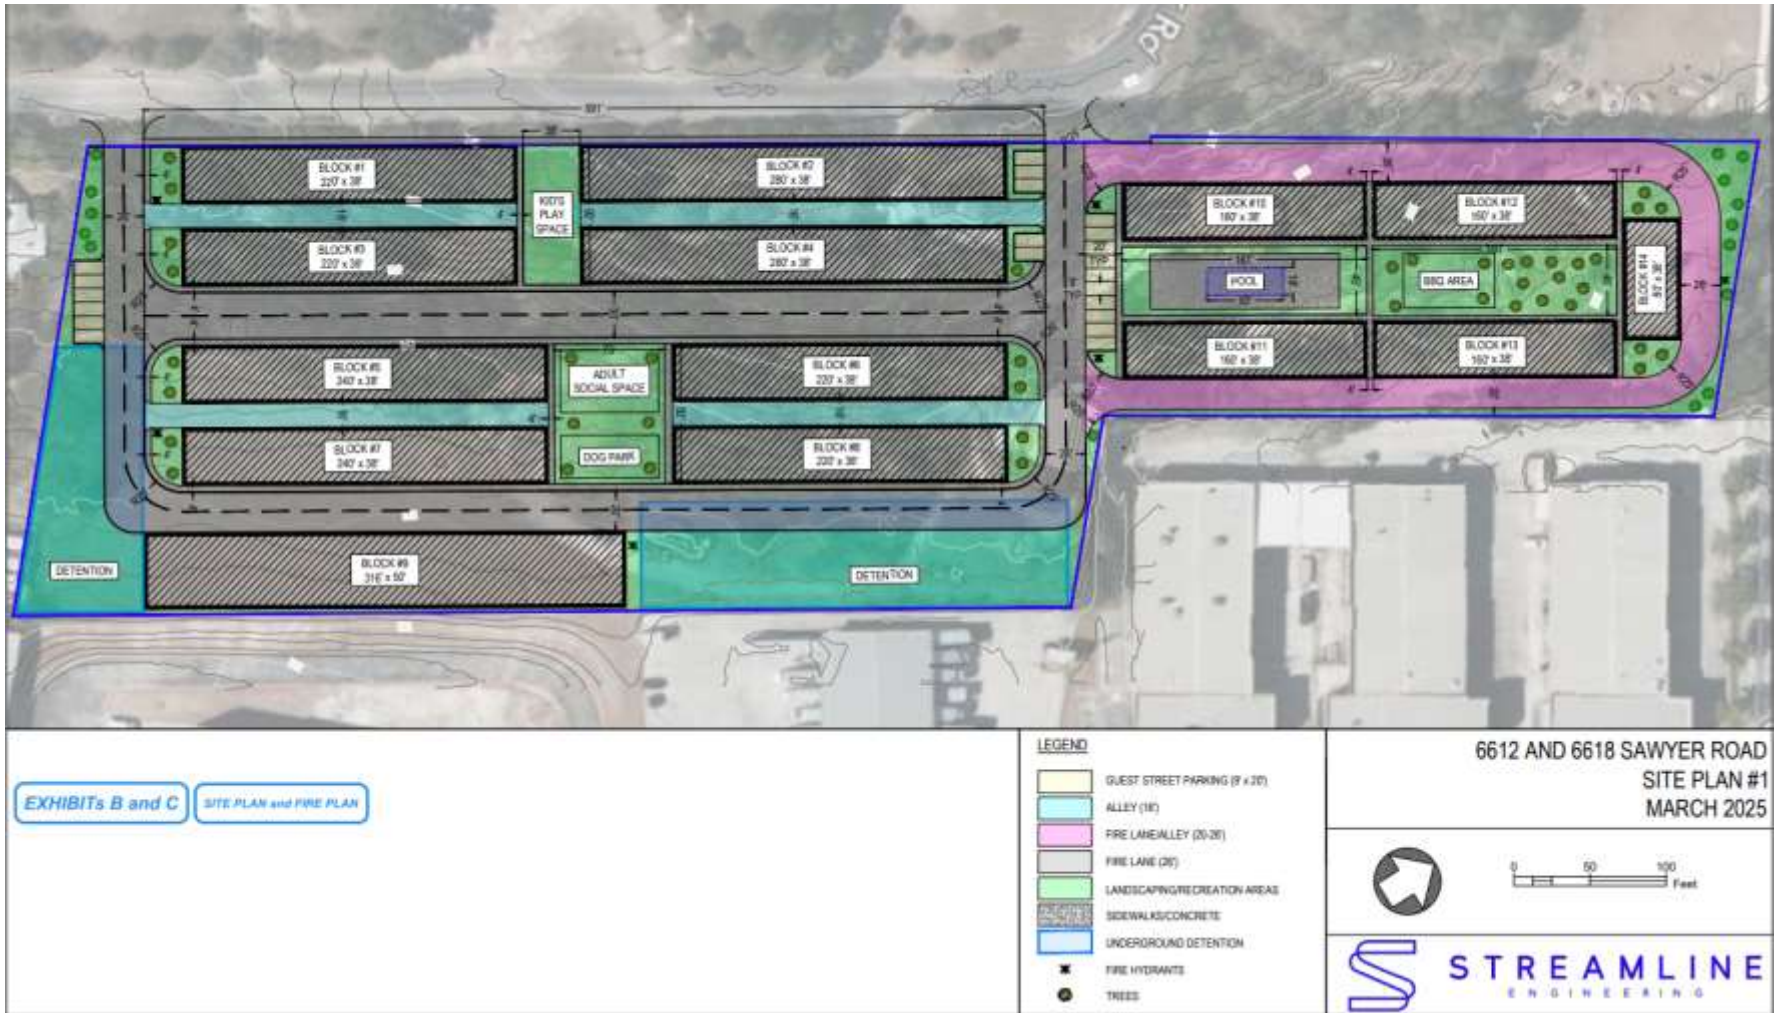 Rd
591'
BLOCK #1
220' x 38'
BLOCK #2
280' x 38'
KID'S
PLAY
SPACE
BLOCK #3
220' x 38'
BLOCK #4
280' x 38'
BLOCK #10
160' x 38'
BLOCK #12
160' x 38'
POOL
BBQ AREA
BLOCK #14
80' x 38'
BLOCK #11
160' x 38'
BLOCK #13
160' x 38'
BLOCK #5
240' x 38'
ADULT
SOCIAL SPACE
BLOCK #6
220' x 38'
BLOCK #7
240' x 38'
DOG PARK
BLOCK #8
220' x 38'
DETENTION
BLOCK #9
316' x 50'
DETENTION
EXHIBITs B and C
SITE PLAN and FIRE PLAN
LEGEND
GUEST STREET PARKING (9' x 20')
ALLEY (16')
FIRE LANE/ALLEY (20-26')
FIRE LANE (26')
LANDSCAPING/RECREATION AREAS
SIDEWALKS/CONCRETE
UNDERGROUND DETENTION
FIRE HYDRANTS
TREES
6612 AND 6618 SAWYER ROAD
SITE PLAN #1
MARCH 2025
0 50 100
Feet
STREAMLINE
ENGINEERING